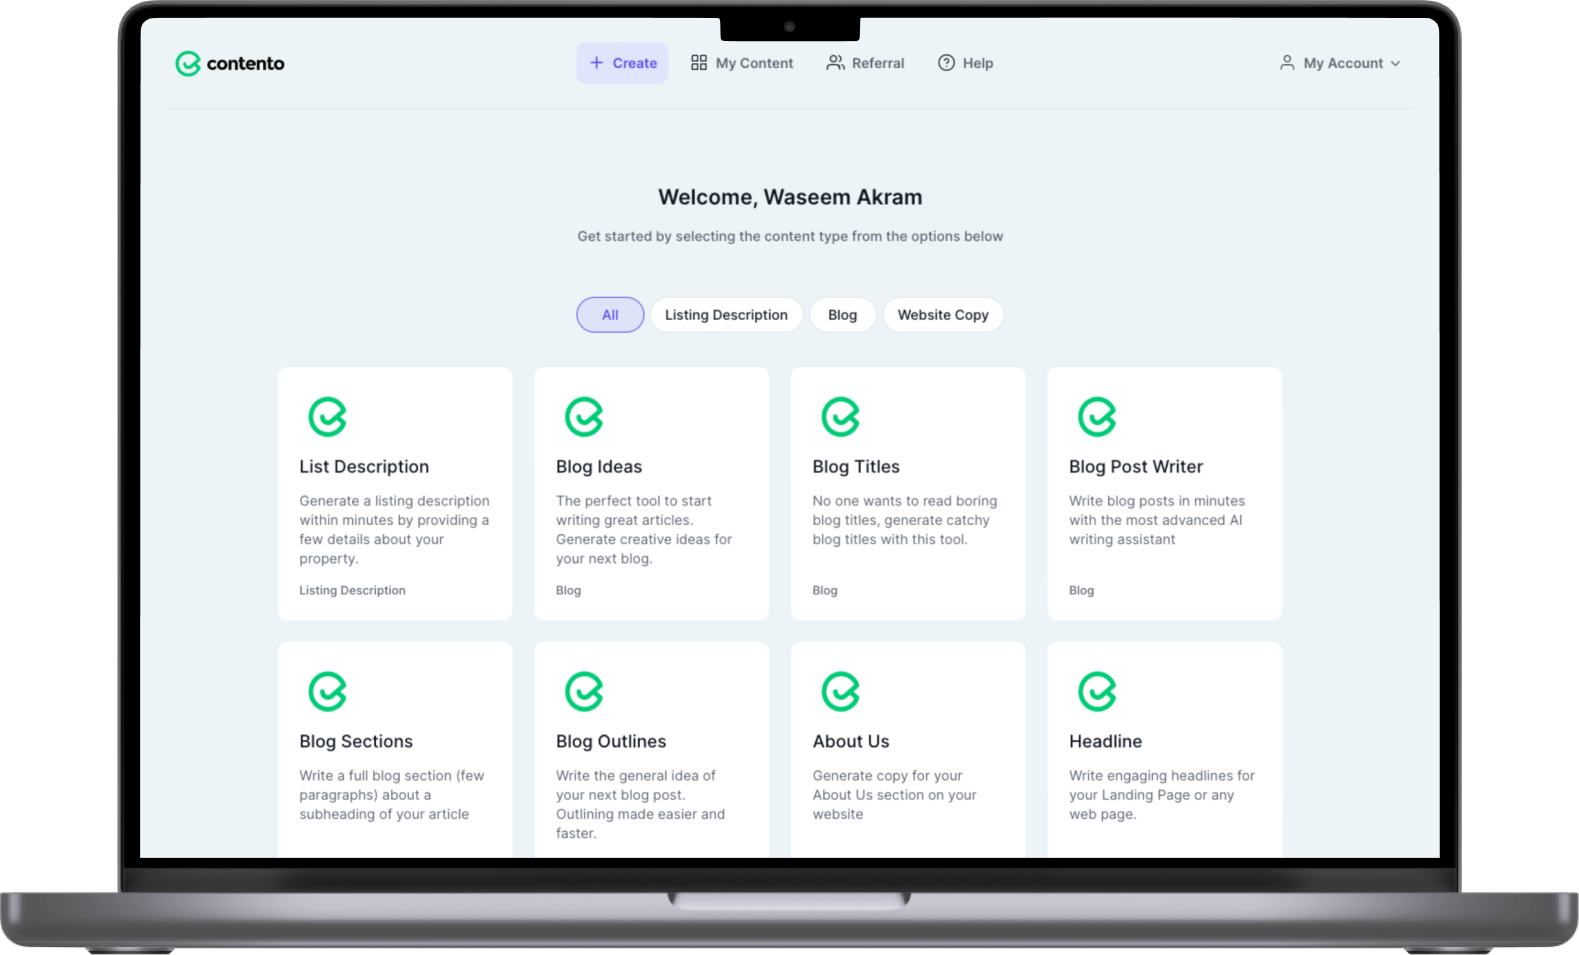 contento
Create
My Content
Referral
Help
My Account
Welcome, Waseem Akram
Get started by selecting the content type from the options below
All
Listing Description
Blog
Website Copy
List Description
Generate a listing description
within minutes by providing a
few details about your
property.
Listing Description
Blog Ideas
The perfect tool to start
writing great articles.
Generate creative ideas for
your next blog.
Blog
Blog Titles
No one wants to read boring
blog titles, generate catchy
blog titles with this tool.
Blog
Blog Post Writer
Write blog posts in minutes
with the most advanced AI
writing assistant
Blog
Blog Sections
Write a full blog section (few
paragraphs) about a
subheading of your article
Blog Outlines
Write the general idea of
your next blog post.
Outlining made easier and
faster.
About Us
Generate copy for your
About Us section on your
website
Headline
Write engaging headlines for
your Landing Page or any
web page.